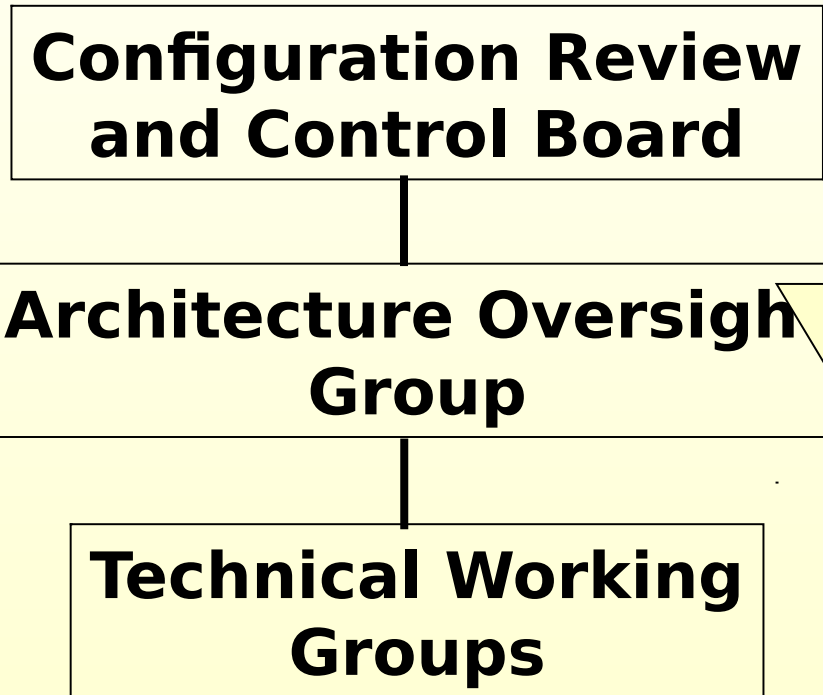 Configuration Review
and Control Board
Architecture Oversigh
Group
Technical Working
Groups